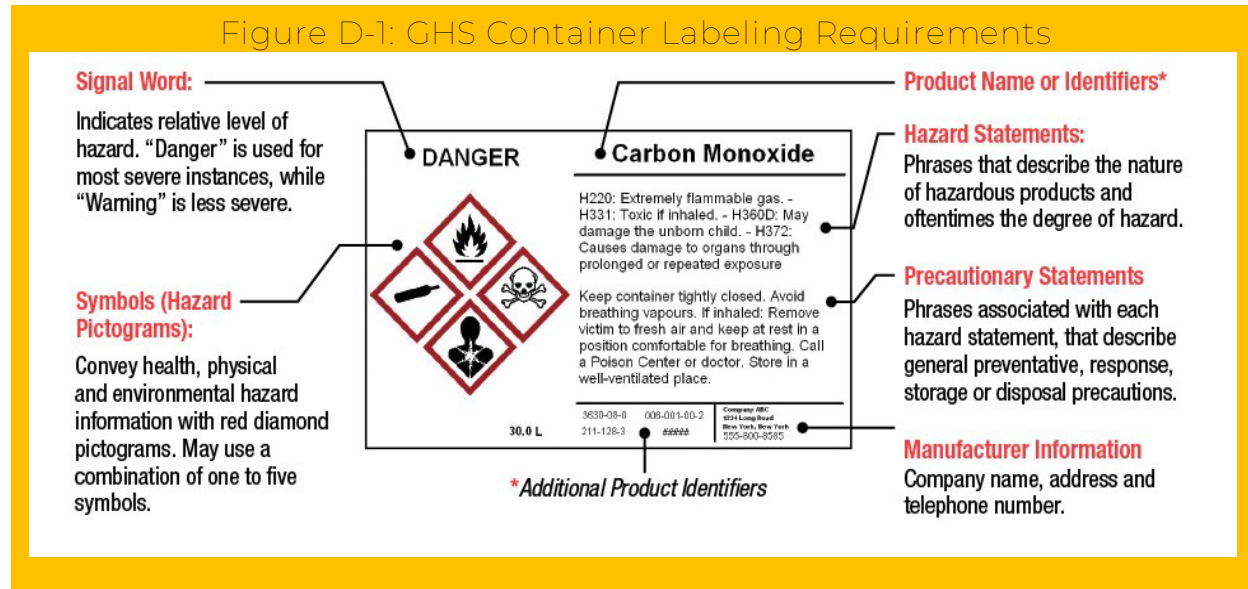 Figure D-1: GHS Container Labeling Requirements
Signal Word:
Indicates relative level of
hazard. “Danger” is used for
most severe instances, while
“Warning” is less severe.
Symbols (Hazard
Pictograms):
Convey health, physical
and environmental hazard
information with red diamond
pictograms. May use a
combination of one to five
symbols.
DANGER
30.0 L
Carbon Monoxide
H220: Extremely flammable gas. -
H331: Toxic if inhaled. - H360D: May
damage the unborn child. - H372:
Causes damage to organs through
prolonged or repeated exposure
Keep container tightly closed. Avoid
breathing vapours. If inhaled: Remove
victim to fresh air and keep at rest in a
position comfortable for breathing. Call
a Poison Center or doctor. Store in a
well-ventilated place.
3630-08-0 006-001-00-2
211-128-3 #####
Company ABC
1234 Long Road
New York, New York
555-800-8585
*Additional Product Identifiers
Product Name or Identifiers*
Hazard Statements:
Phrases that describe the nature
of hazardous products and
oftentimes the degree of hazard.
Precautionary Statements
Phrases associated with each
hazard statement, that describe
general preventative, response,
storage or disposal precautions.
Manufacturer Information
Company name, address and
telephone number.